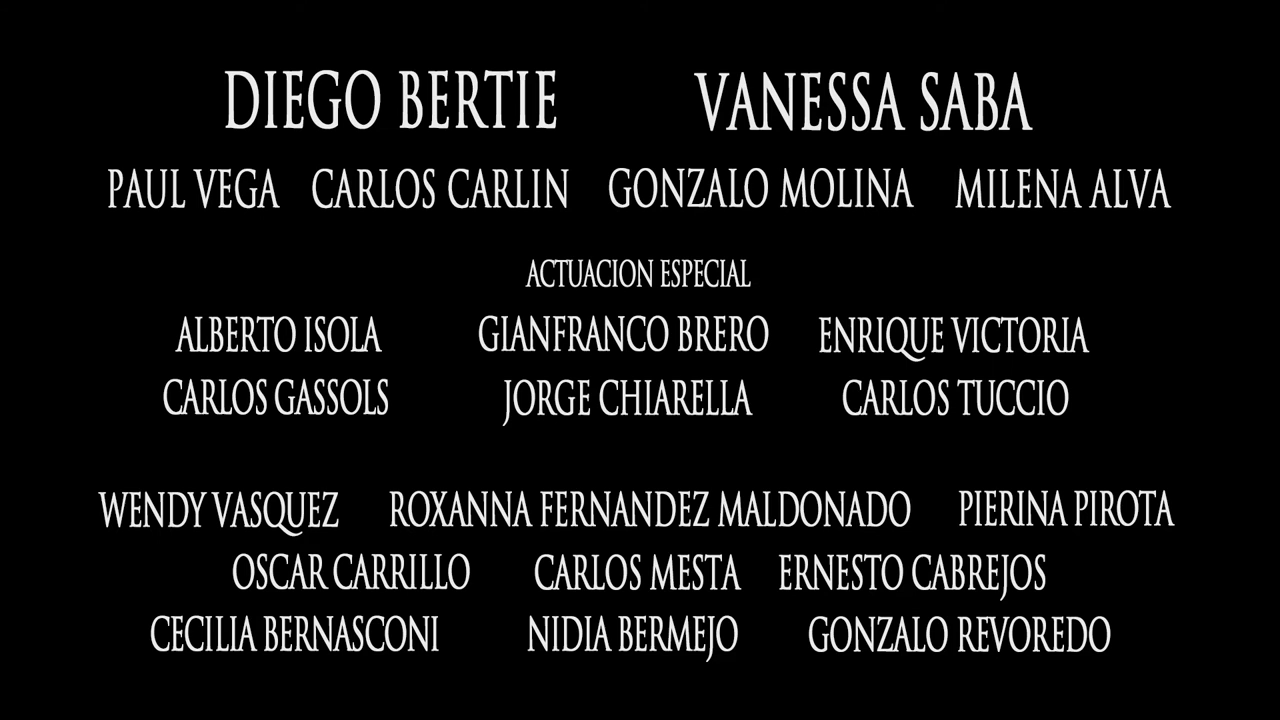 DIEGO BERTIE VANESSA SABA
PAUL VEGA CARLOS CARLIN GONZALO MOLINA MILENA ALVA
ACTUACION ESPECIAL
ALBERTO ISOLA GIANFRANCO BRERO ENRIQUE VICTORIA
CARLOS GASSOLS JORGE CHIARELLA CARLOS TUCCIO
WENDY VASQUEZ ROXANNA FERNANDEZ MALDONADO PIERINA PIROTA
OSCAR CARRILLO CARLOS MESTA ERNESTO CABREJOS
CECILIA BERNASCONI NIDIA BERMEJO GONZALO REVOREDO